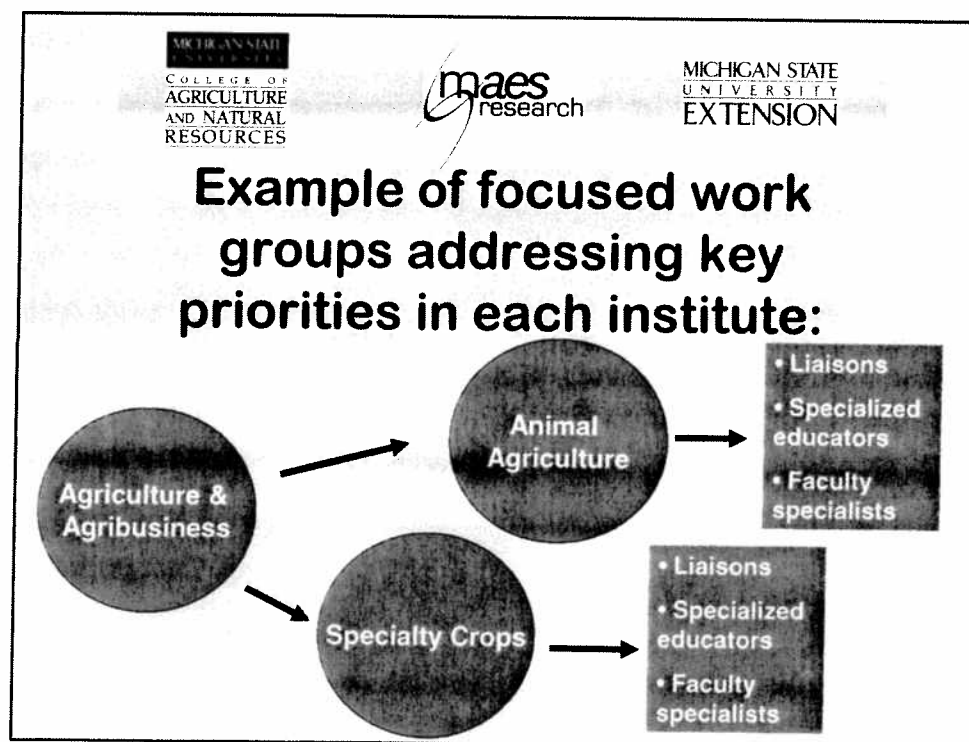 MICHIGAN STATE
UNIVERSITY
COLLEGE OF
AGRICULTURE
AND NATURAL
RESOURCES
maes
research
MICHIGAN STATE
UNIVERSITY
EXTENSION
Example of focused work
groups addressing key
priorities in each institute:
Agriculture &
Agribusiness
Animal
Agriculture
• Liaisons
• Specialized
educators
• Faculty
specialists
Specialty Crops
• Liaisons
• Specialized
educators
• Faculty
specialists